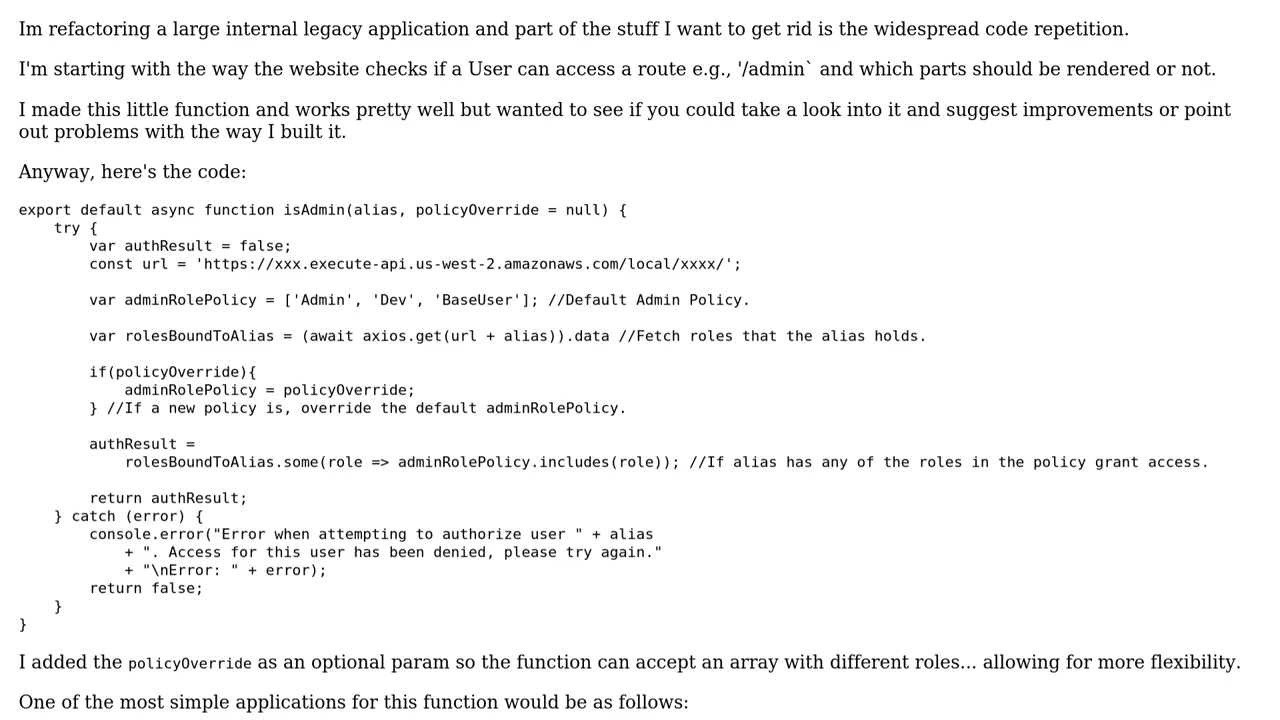 Im refactoring a large internal legacy application and part of the stuff I want to get rid is the widespread code repetition.
I'm starting with the way the website checks if a User can access a route e.g., '/admin` and which parts should be rendered or not.
I made this little function and works pretty well but wanted to see if you could take a look into it and suggest improvements or point
out problems with the way I built it.
Anyway, here's the code:
export default async function isAdmin(alias, policyOverride = null) {
    try {
        var authResult = false;
        const url = 'https://xxx.execute-api.us-west-2.amazonaws.com/local/xxxx/';
        var adminRolePolicy = ['Admin', 'Dev', 'BaseUser']; //Default Admin Policy.
        var rolesBoundToAlias = (await axios.get(url + alias)).data //Fetch roles that the alias holds.
        if(policyOverride){
            adminRolePolicy = policyOverride;
        } //If a new policy is, override the default adminRolePolicy.
        authResult =
            rolesBoundToAlias.some(role => adminRolePolicy.includes(role)); //If alias has any of the roles in the policy grant access.
        return authResult;
    } catch (error) {
        console.error("Error when attempting to authorize user " + alias
            + ". Access for this user has been denied, please try again."
            + "\nError: " + error);
        return false;
    }
}
I added the policyOverride as an optional param so the function can accept an array with different roles... allowing for more flexibility.
One of the most simple applications for this function would be as follows: